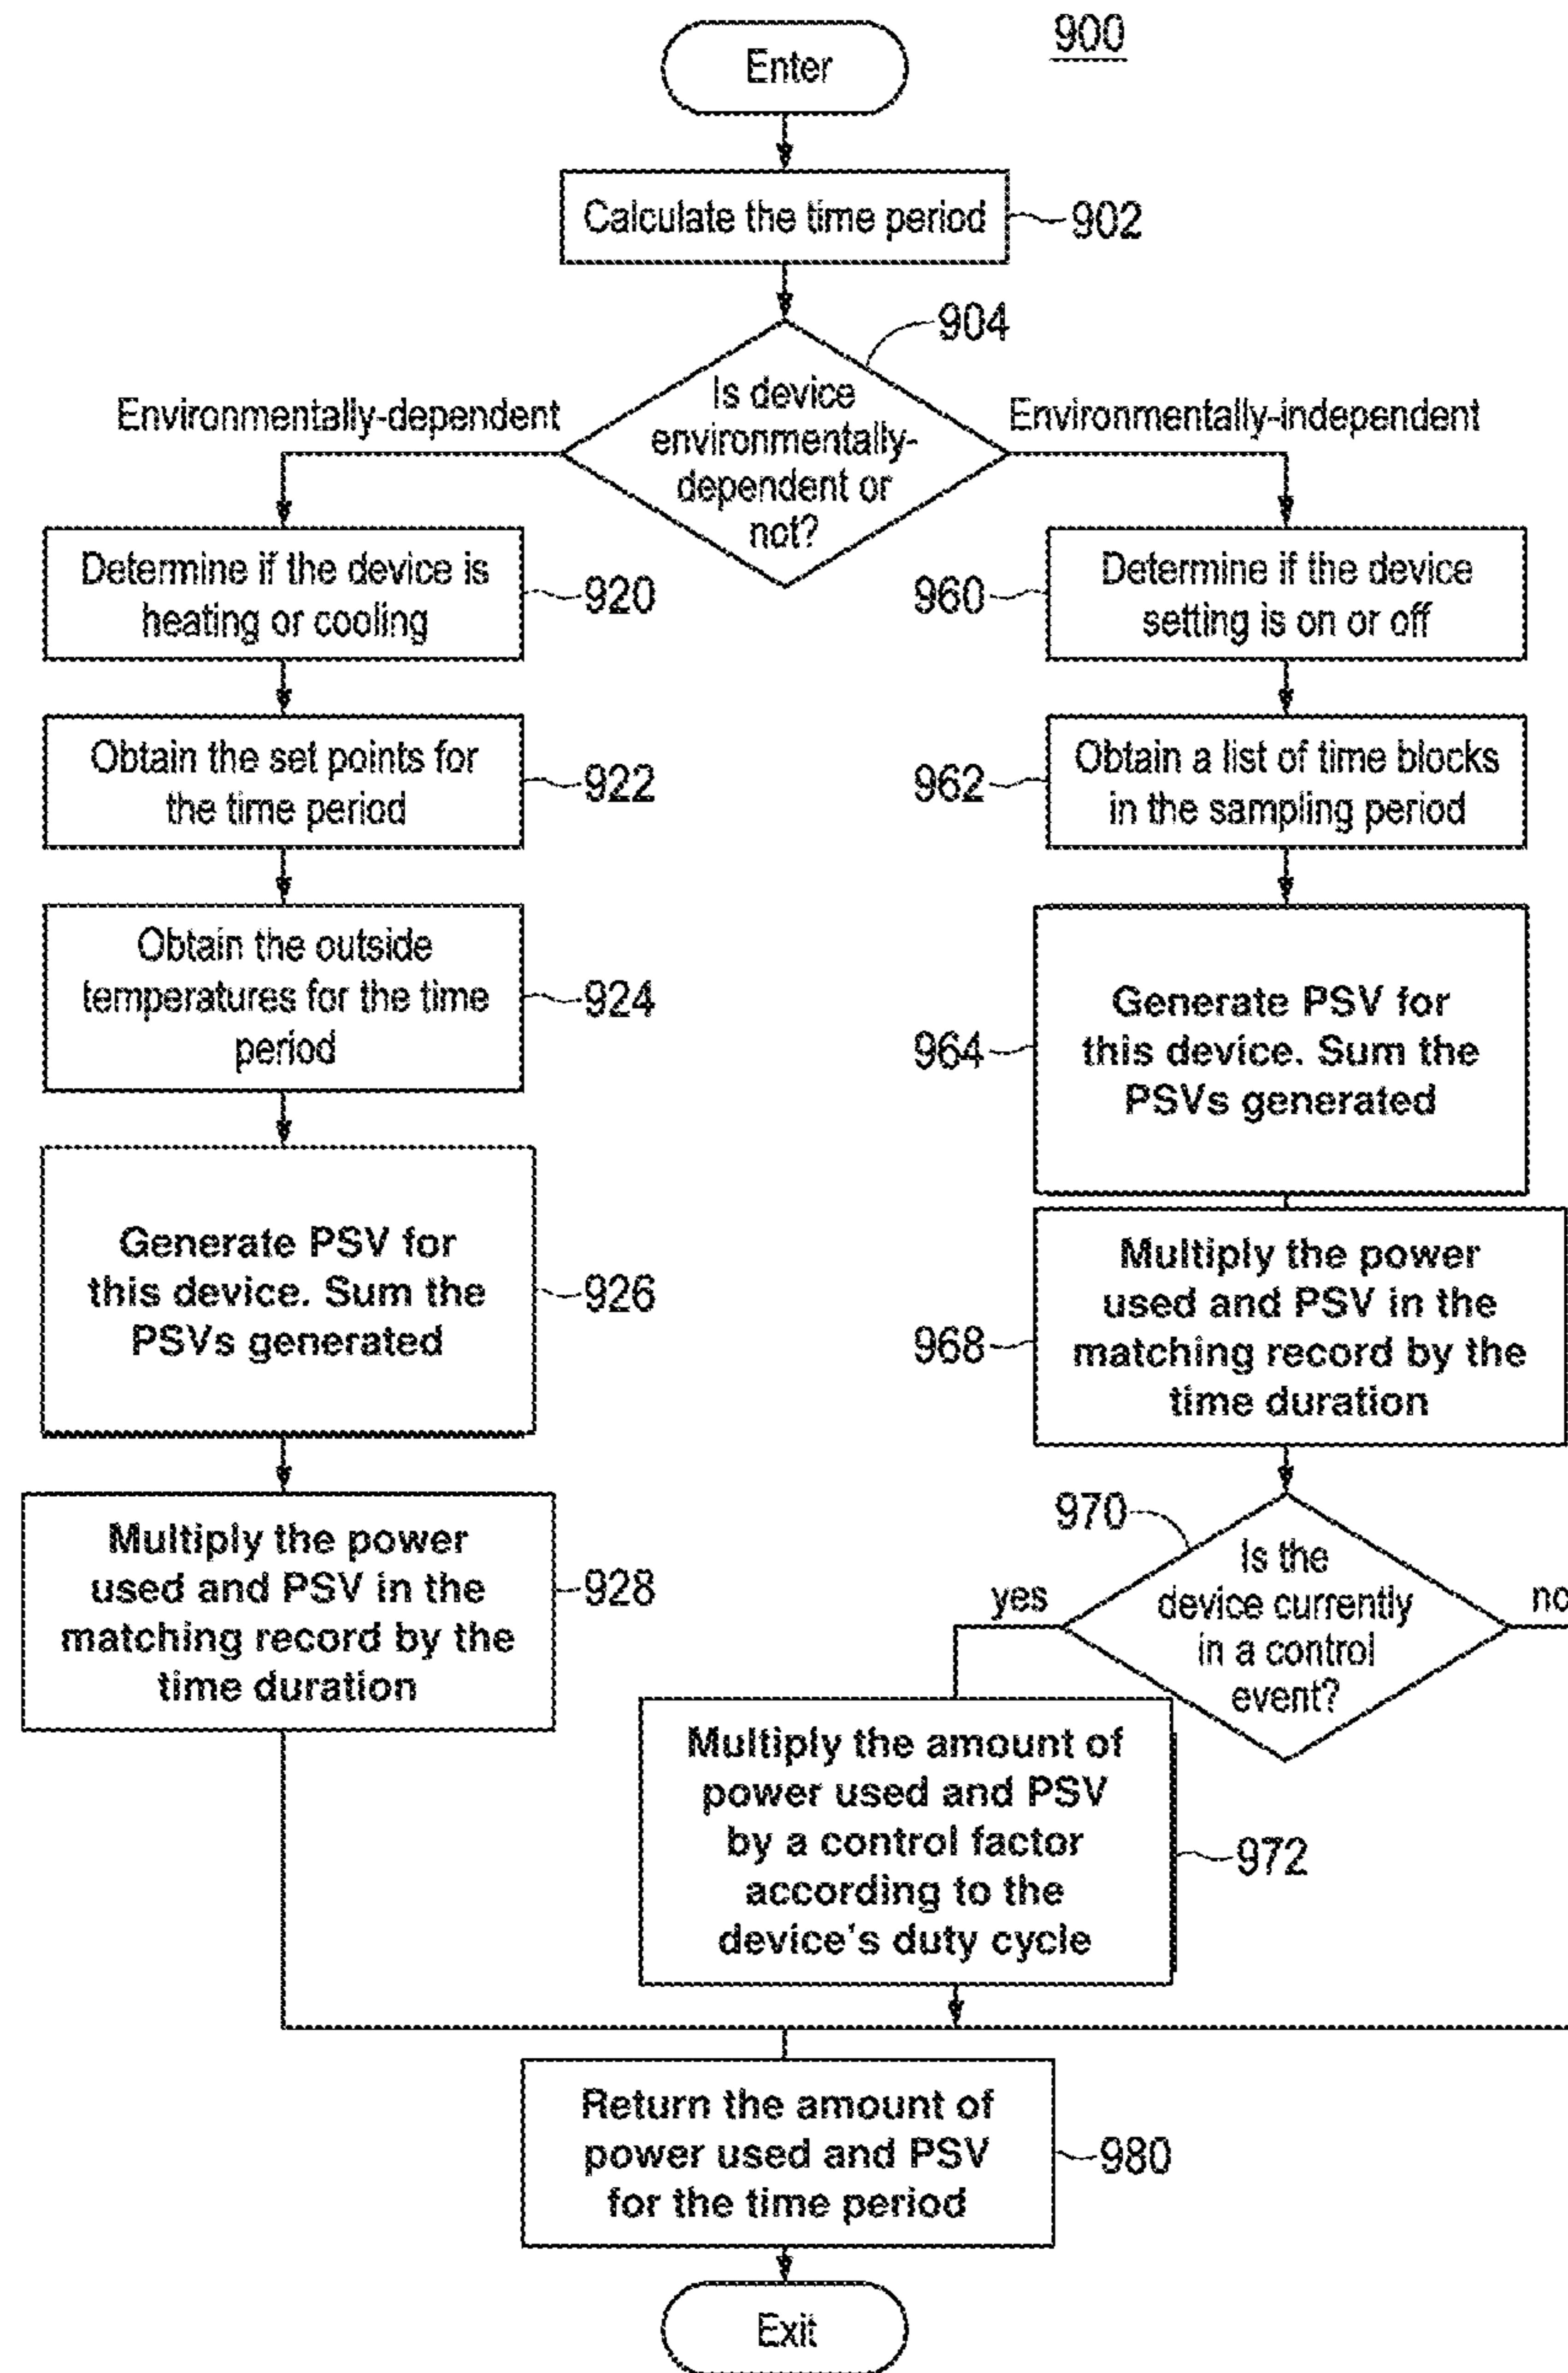 900
Enter
Calculate the time period
902
904
Is device
environmentally-
dependent or
not?
Environmentally-dependent
Environmentally-independent
Determine if the device is
heating or cooling
920
Obtain the set points for
the time period
922
Obtain the outside
temperatures for the time
period
924
Generate PSV for
this device. Sum the
PSVs generated
926
Multiply the power
used and PSV in the
matching record by the
time duration
928
960
Determine if the device
setting is on or off
962
Obtain a list of time blocks
in the sampling period
964
Generate PSV for
this device. Sum the
PSVs generated
968
Multiply the power
used and PSV in the
matching record by the
time duration
970
Is the
device currently
in a control
event?
yes
Multiply the amount of
power used and PSV
by a control factor
according to the
device's duty cycle
972
Return the amount of
power used and PSV
for the time period
980
Exit